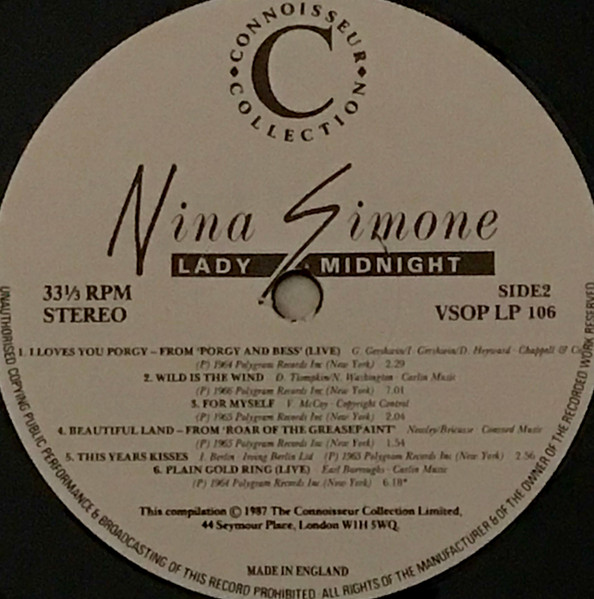 CONNOISSEUR
C
COLLECTION
Nina Simone
LADY MIDNIGHT
33⅓ RPM
STEREO
SIDE2
VSOP LP 106
1. I LOVES YOU PORGY – FROM 'PORGY AND BESS' (LIVE) G. Gershwin/I. Gershwin/D. Heyward · Chappell & Co
(P) 1964 Polygram Records Inc (New York) 2.29
2. WILD IS THE WIND D. Tiompkin/N. Washington · Carlin Music
(P) 1966 Polygram Records Inc (New York) 7.01
3. FOR MYSELF V. McCoy · Copyright Control
(P) 1965 Polygram Records Inc (New York) 2.04
4. BEAUTIFUL LAND – FROM 'ROAR OF THE GREASEPAINT' Newley/Bricusse · Concord Music
(P) 1965 Polygram Records Inc (New York) 1.54
5. THIS YEARS KISSES I. Berlin · Irving Berlin Ltd (P) 1965 Polygram Records Inc (New York) 2.56
6. PLAIN GOLD RING (LIVE) Earl Burroughs · Carlin Music
(P) 1964 Polygram Records Inc (New York) 6.18*
This compilation © 1987 The Connoisseur Collection Limited,
44 Seymour Place, London W1H 5WQ.
MADE IN ENGLAND
UNAUTHORISED COPYING PUBLIC PERFORMANCE & BROADCASTING OF THIS RECORD PROHIBITED · ALL RIGHTS OF THE MANUFACTURER & OF THE OWNER OF THE RECORDED WORK RESERVED